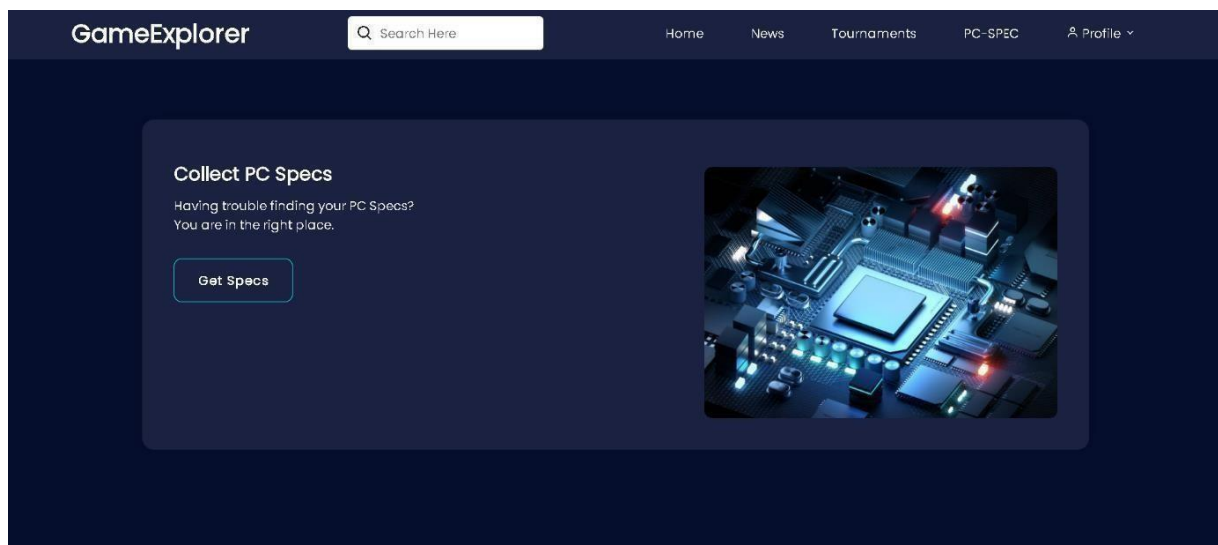 GameExplorer
Search Here
Home
News
Tournaments
PC-SPEC
Profile
Collect PC Specs
Having trouble finding your PC Specs?
You are in the right place.
Get Specs